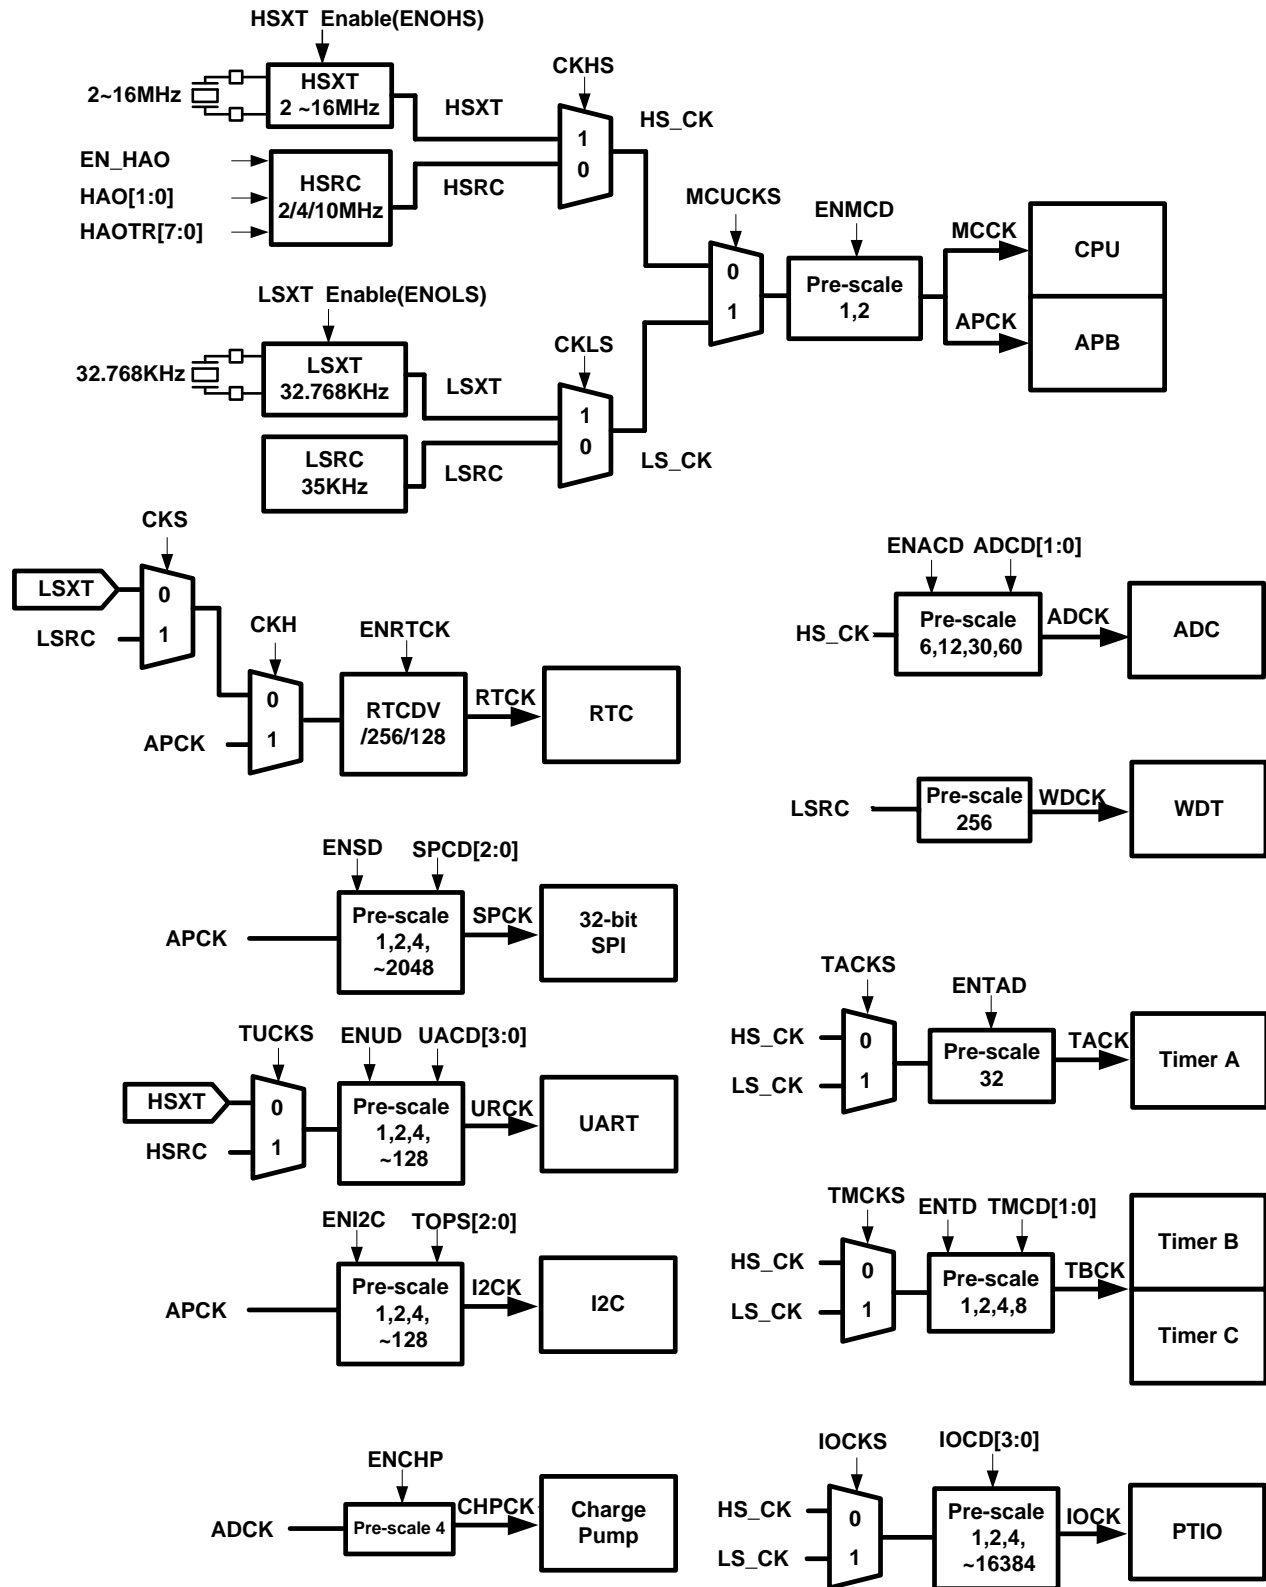 HSXT Enable(ENOHS)
2~16MHz
HSXT
2 ~16MHz
HSXT
CKHS
1
0
HS_CK
EN_HAO
HAO[1:0]
HAOTR[7:0]
HSRC
2/4/10MHz
HSRC
MCUCKS
0
1
ENMCD
Pre-scale
1,2
MCCK
CPU
APCK
APB
LSXT Enable(ENOLS)
32.768KHz
LSXT
32.768KHz
LSXT
CKLS
1
0
LS_CK
LSRC
35KHz
LSRC
CKS
LSXT
LSRC
0
1
CKH
0
1
APCK
ENRTCK
RTCDV
/256/128
RTCK
RTC
ENACD ADCD[1:0]
HS_CK
Pre-scale
6,12,30,60
ADCK
ADC
LSRC
Pre-scale
256
WDCK
WDT
ENSD SPCD[2:0]
APCK
Pre-scale
1,2,4,
~2048
SPCK
32-bit
SPI
TACKS
HS_CK
LS_CK
0
1
ENTAD
Pre-scale
32
TACK
Timer A
TUCKS
HSXT
HSRC
0
1
ENUD UACD[3:0]
Pre-scale
1,2,4,
~128
URCK
UART
TMCKS
HS_CK
LS_CK
0
1
ENTD TMCD[1:0]
Pre-scale
1,2,4,8
TBCK
Timer B
Timer C
ENI2C TOPS[2:0]
APCK
Pre-scale
1,2,4,
~128
I2CK
I2C
ENCHP
ADCK
Pre-scale 4
CHPCK
Charge
Pump
IOCKS
HS_CK
LS_CK
0
1
IOCD[3:0]
Pre-scale
1,2,4,
~16384
IOCK
PTIO